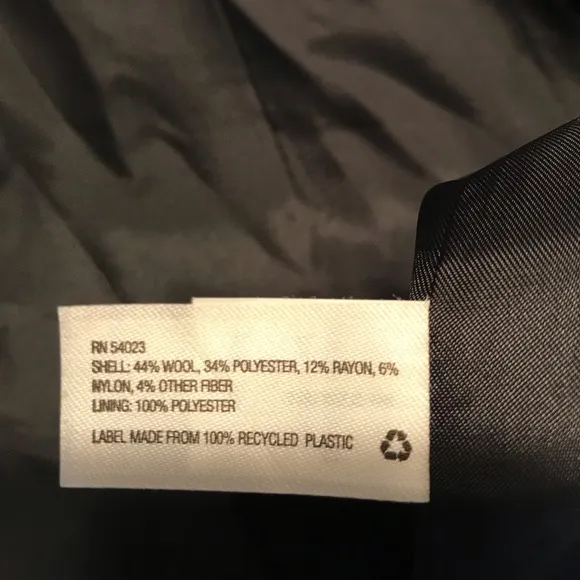 RN 54023
SHELL: 44% WOOL, 34% POLYESTER, 12% RAYON, 6%
NYLON, 4% OTHER FIBER
LINING: 100% POLYESTER
LABEL MADE FROM 100% RECYCLED PLASTIC